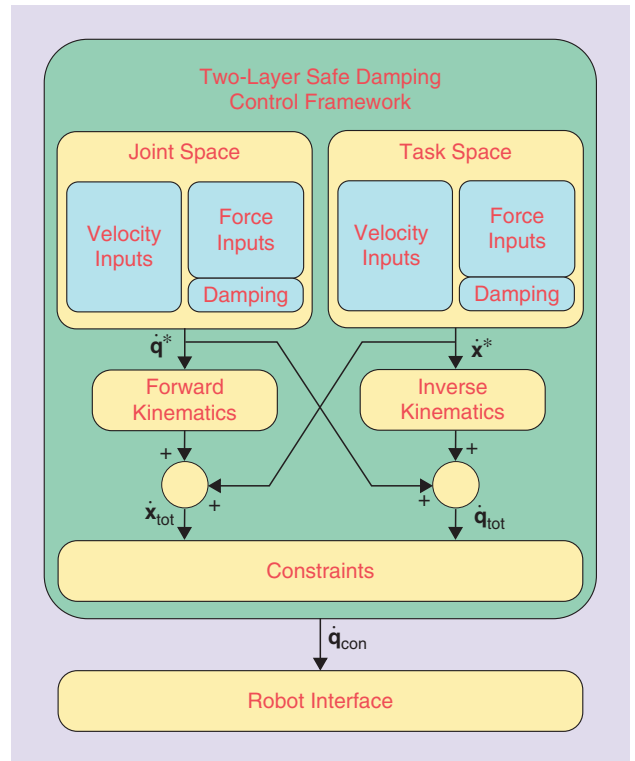 Two-Layer Safe Damping
Control Framework
Joint Space
Velocity
Inputs
Force
Inputs
Damping
Task Space
Velocity
Inputs
Force
Inputs
Damping
q̇*
ẋ*
Forward
Kinematics
Inverse
Kinematics
+
+
+
+
ẋtot
q̇tot
Constraints
q̇con
Robot Interface